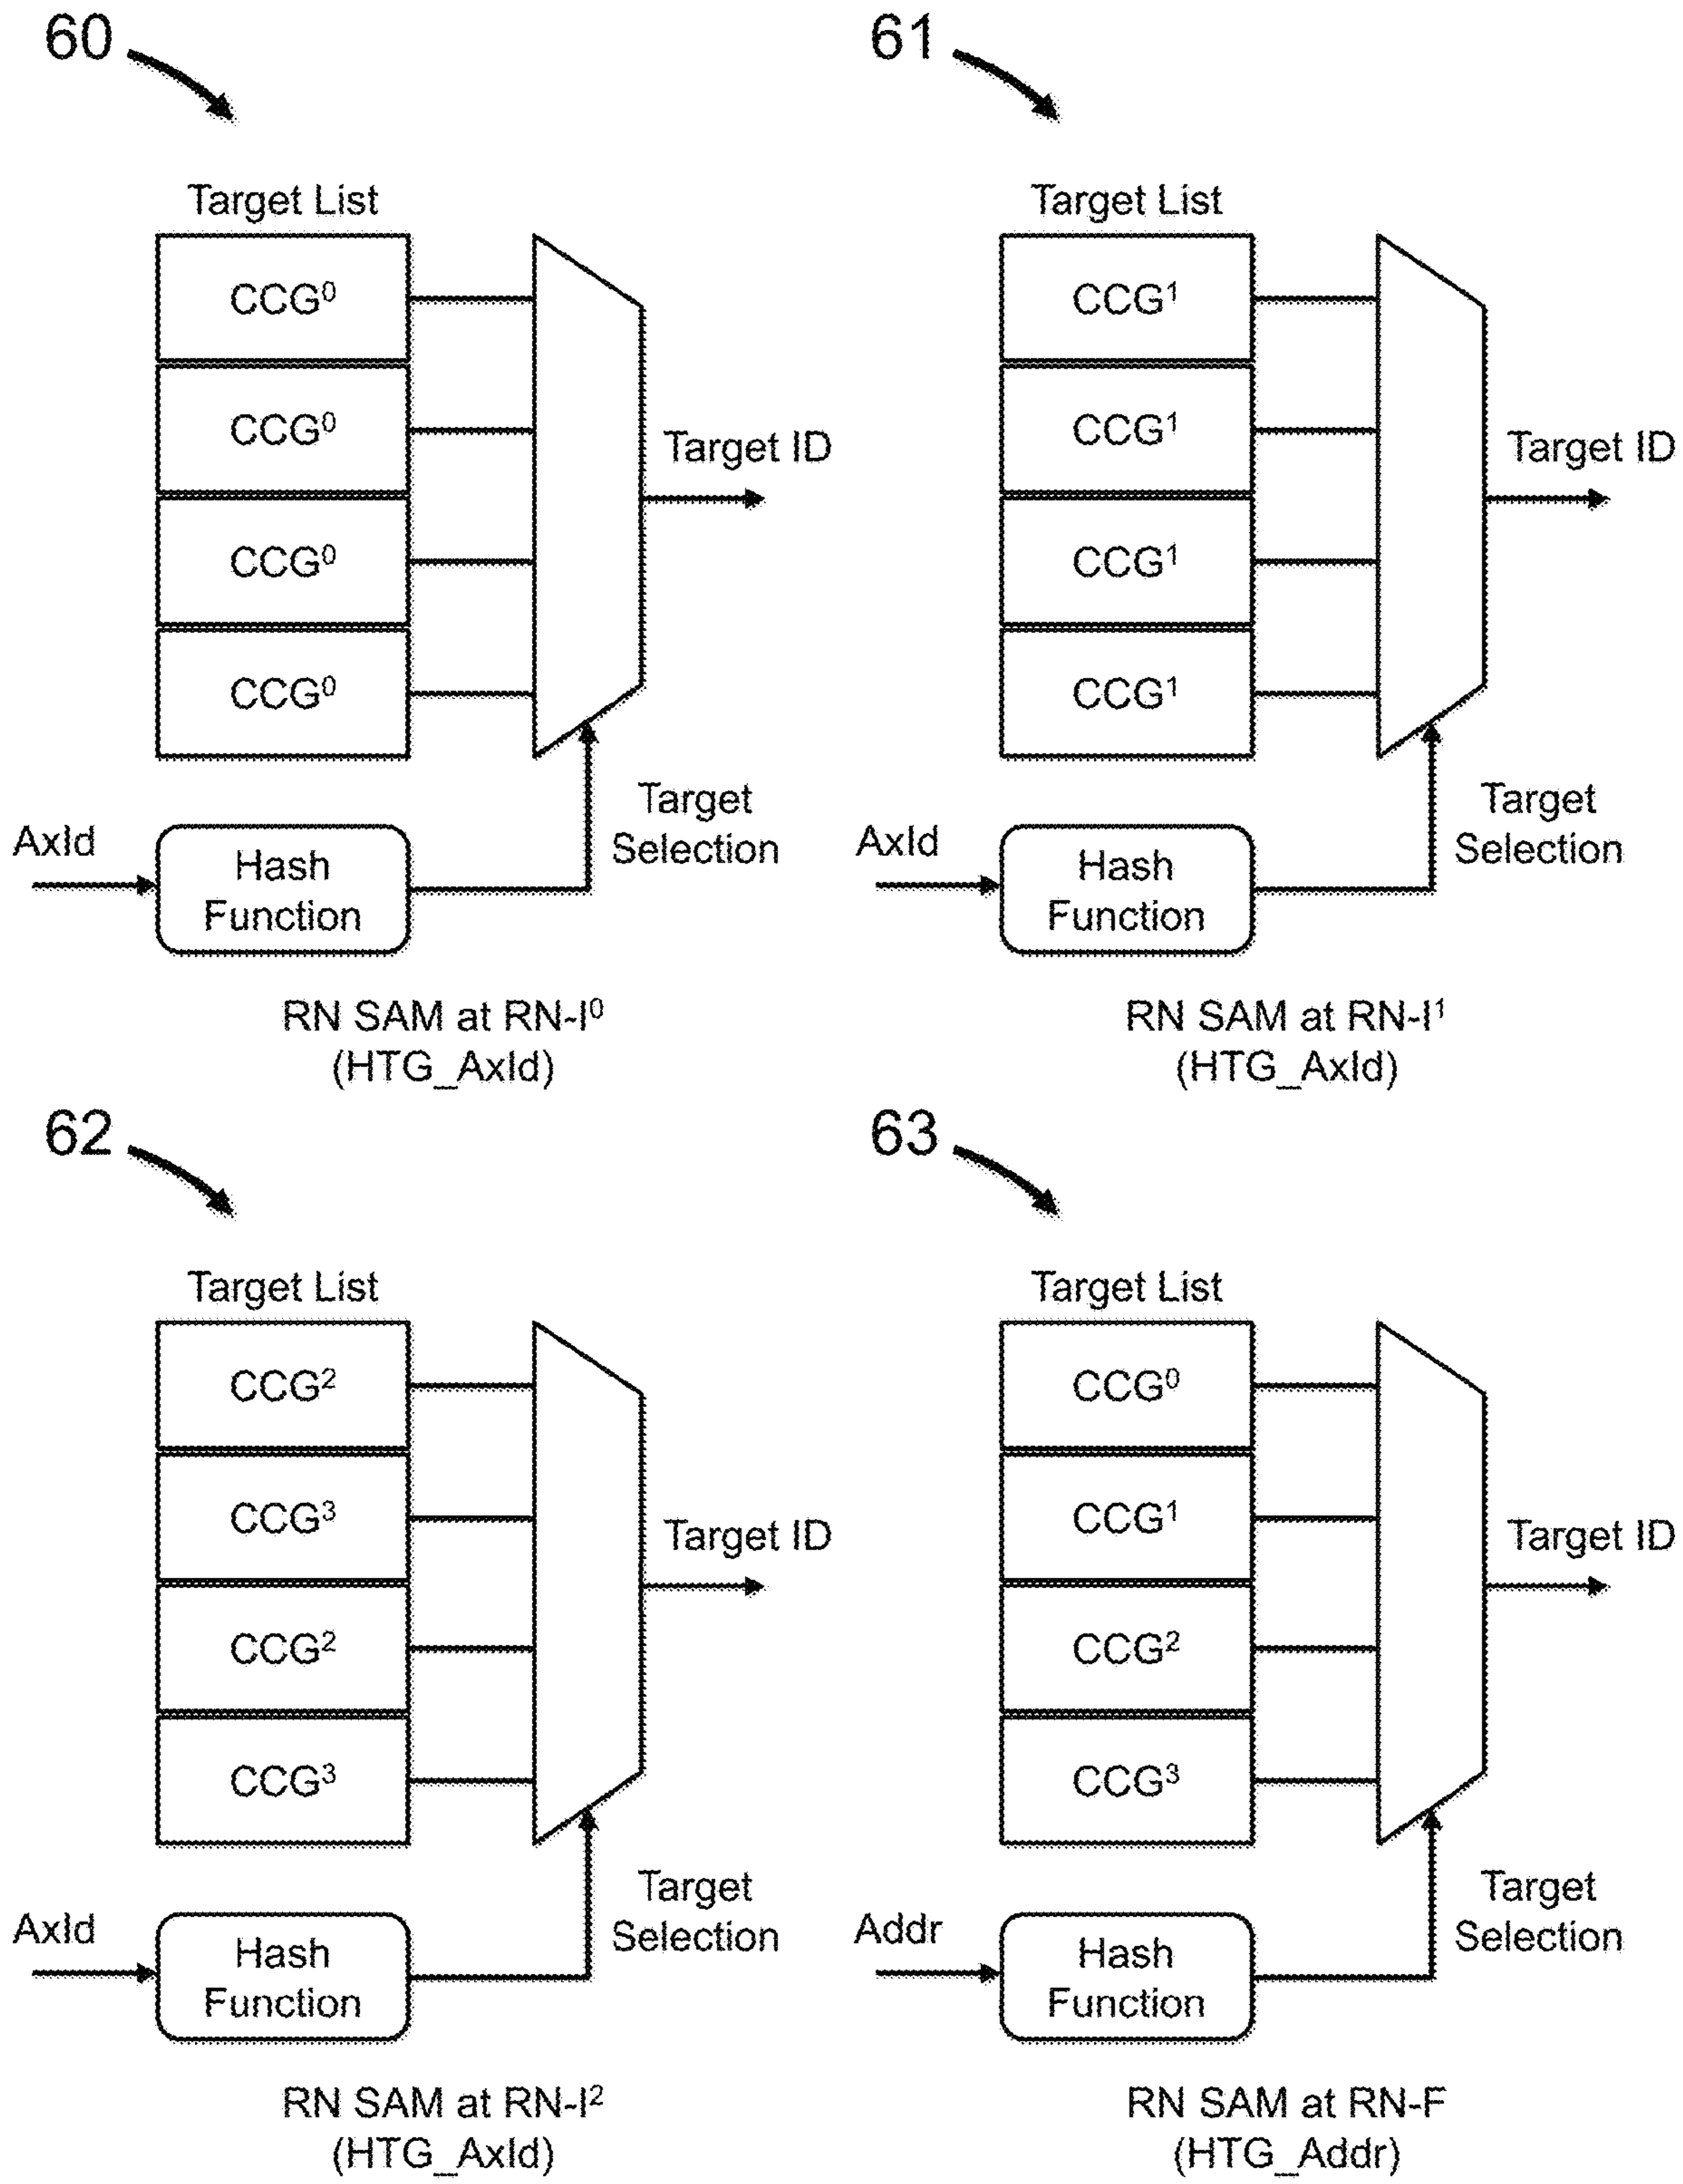 60
Target List
CCG⁰
CCG⁰
CCG⁰
CCG⁰
Target ID
Target
Selection
AxId
Hash
Function
RN SAM at RN-I⁰
(HTG_AxId)
61
Target List
CCG¹
CCG¹
CCG¹
CCG¹
Target ID
Target
Selection
AxId
Hash
Function
RN SAM at RN-I¹
(HTG_AxId)
62
Target List
CCG²
CCG³
CCG²
CCG³
Target ID
Target
Selection
AxId
Hash
Function
RN SAM at RN-I²
(HTG_AxId)
63
Target List
CCG⁰
CCG¹
CCG²
CCG³
Target ID
Target
Selection
Addr
Hash
Function
RN SAM at RN-F
(HTG_Addr)